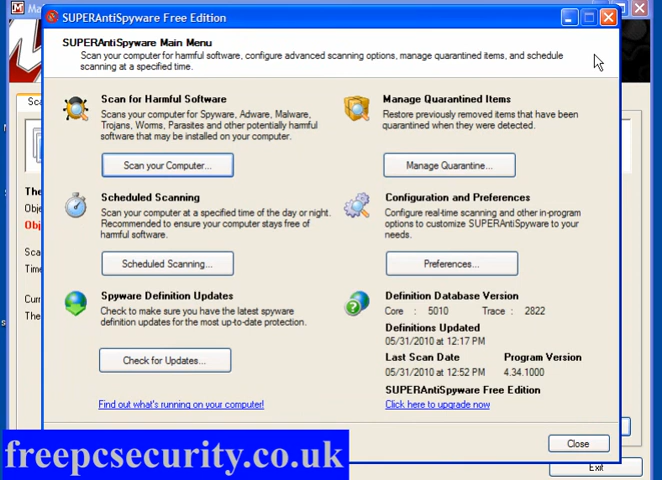 SUPERAntiSpyware Free Edition
SUPERAntiSpyware Main Menu
Scan your computer for harmful software, configure advanced scanning options, manage quarantined items, and schedule
scanning at a specified time.
Scan for Harmful Software
Scans your computer for Spyware, Adware, Malware,
Trojans, Worms, Parasites and other potentially harmful
software that may be installed on your computer.
Scan your Computer...
Manage Quarantined Items
Restore previously removed items that have been
quarantined when they were detected.
Manage Quarantine...
Scheduled Scanning
Scan your computer at a specified time of the day or night.
Recommended to ensure your computer stays free of
harmful software.
Scheduled Scanning...
Configuration and Preferences
Configure real-time scanning and other in-program
options to customize SUPERAntiSpyware to your
needs.
Preferences...
Spyware Definition Updates
Check to make sure you have the latest spyware
definition updates for the most up-to-date protection.
Check for Updates...
Find out what's running on your computer!
Definition Database Version
Core : 5010 Trace : 2822
Definitions Updated
05/31/2010 at 12:17 PM
Last Scan Date Program Version
05/31/2010 at 12:52 PM 4.34.1000
SUPERAntiSpyware Free Edition
Click here to upgrade now
Close
Exit
freepcsecurity.co.uk